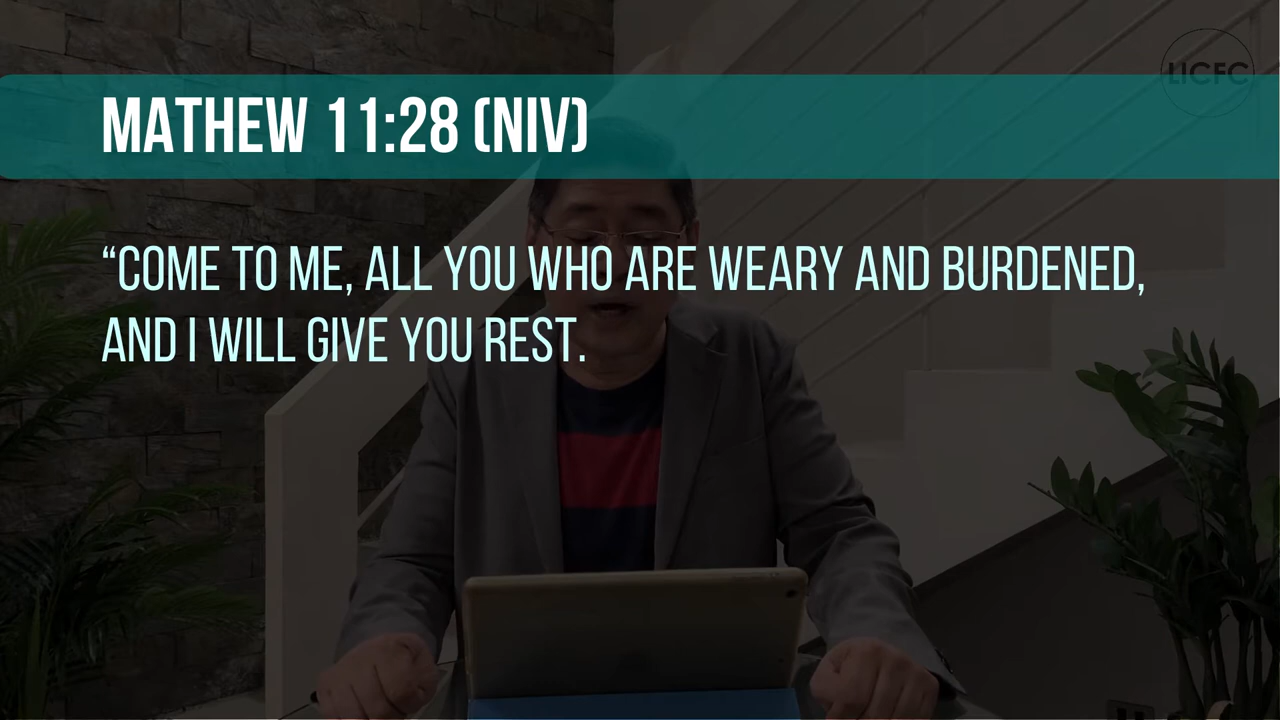 LICFC
MATHEW 11:28 (NIV)
“COME TO ME, ALL YOU WHO ARE WEARY AND BURDENED,
AND I WILL GIVE YOU REST.